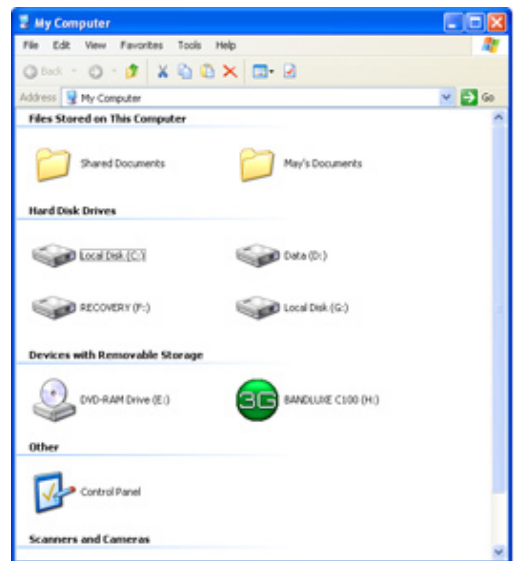 My Computer
File Edit View Favorites Tools Help
Back
Address My Computer Go
Files Stored on This Computer
Shared Documents May's Documents
Hard Disk Drives
Local Disk (C:) Data (D:)
RECOVERY (F:) Local Disk (G:)
Devices with Removable Storage
DVD-RAM Drive (E:) 3G BANDLUXE C100 (H:)
Other
Control Panel
Scanners and Cameras